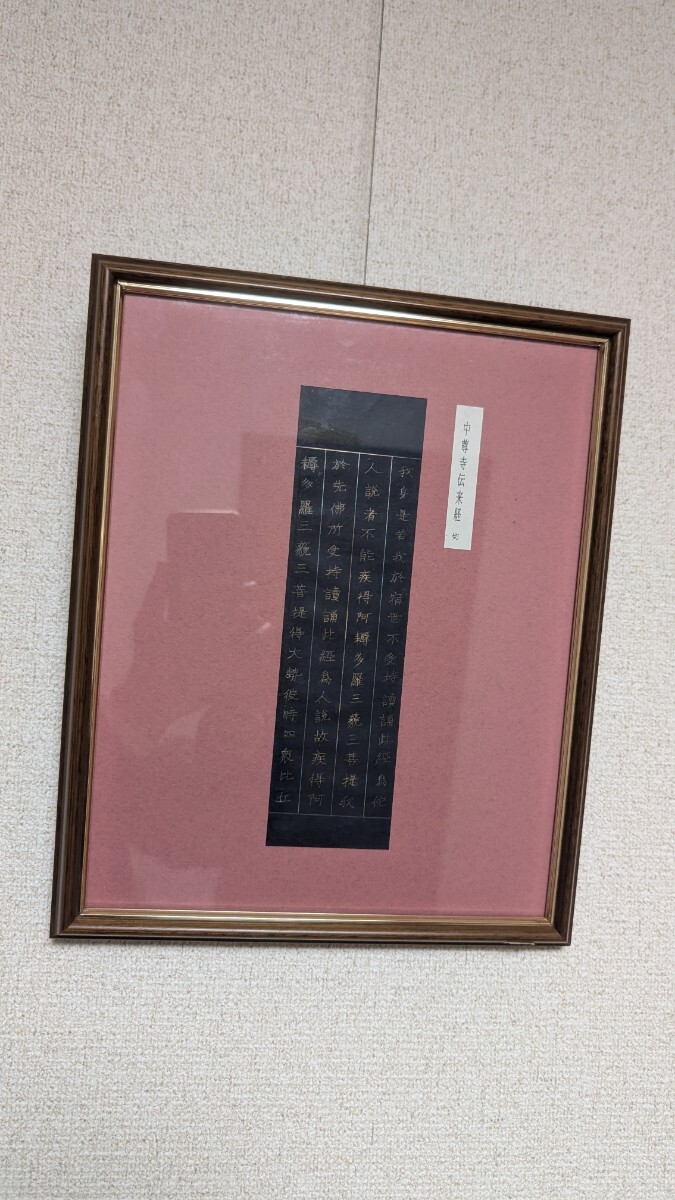 中尊寺伝来経
我身是若我於宿世不受持讀誦此經為他
人說者不能疾得阿耨多羅三藐三菩提我
於先佛所受持讀誦此經為人說故疾得阿
耨多羅三藐三菩提得大勢彼時四衆比丘